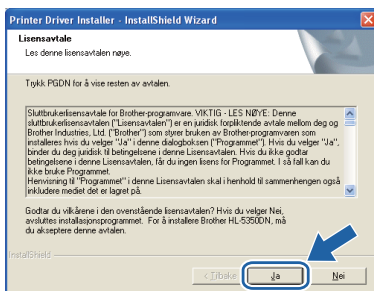 Printer Driver Installer - InstallShield Wizard
Lisensavtale
Les denne lisensavtalen nøye.
Trykk PGDN for å vise resten av avtalen.
Sluttbrukerlisensavtale for Brother-programvare. VIKTIG - LES NØYE: Denne
sluttbrukerlisensavtalen ("Lisensavtalen") er en juridisk forpliktende avtale mellom deg og
Brother Industries, Ltd. ("Brother") som styrer bruken av Brother-programvaren som
installeres hvis du velger "Ja" i denne dialogboksen ("Programmet"). Hvis du velger "Ja",
binder du deg juridisk til betingelsene i denne Lisensavtalen. Hvis du ikke godtar
betingelsene i denne Lisensavtalen, får du ingen lisens for Programmet. I så fall kan du
ikke bruke Programmet.
Henvisning til "Programmet" i denne Lisensavtalen skal i henhold til sammenhengen også
inkludere mediet det er lagret på.
Godtar du vilkårene i den ovenstående lisensavtalen? Hvis du velger Nei,
avsluttes installasjonsprogrammet. For å installere Brother HL-5350DN, må
du akseptere denne avtalen.
InstallShield
< Tilbake
Ja
Nei